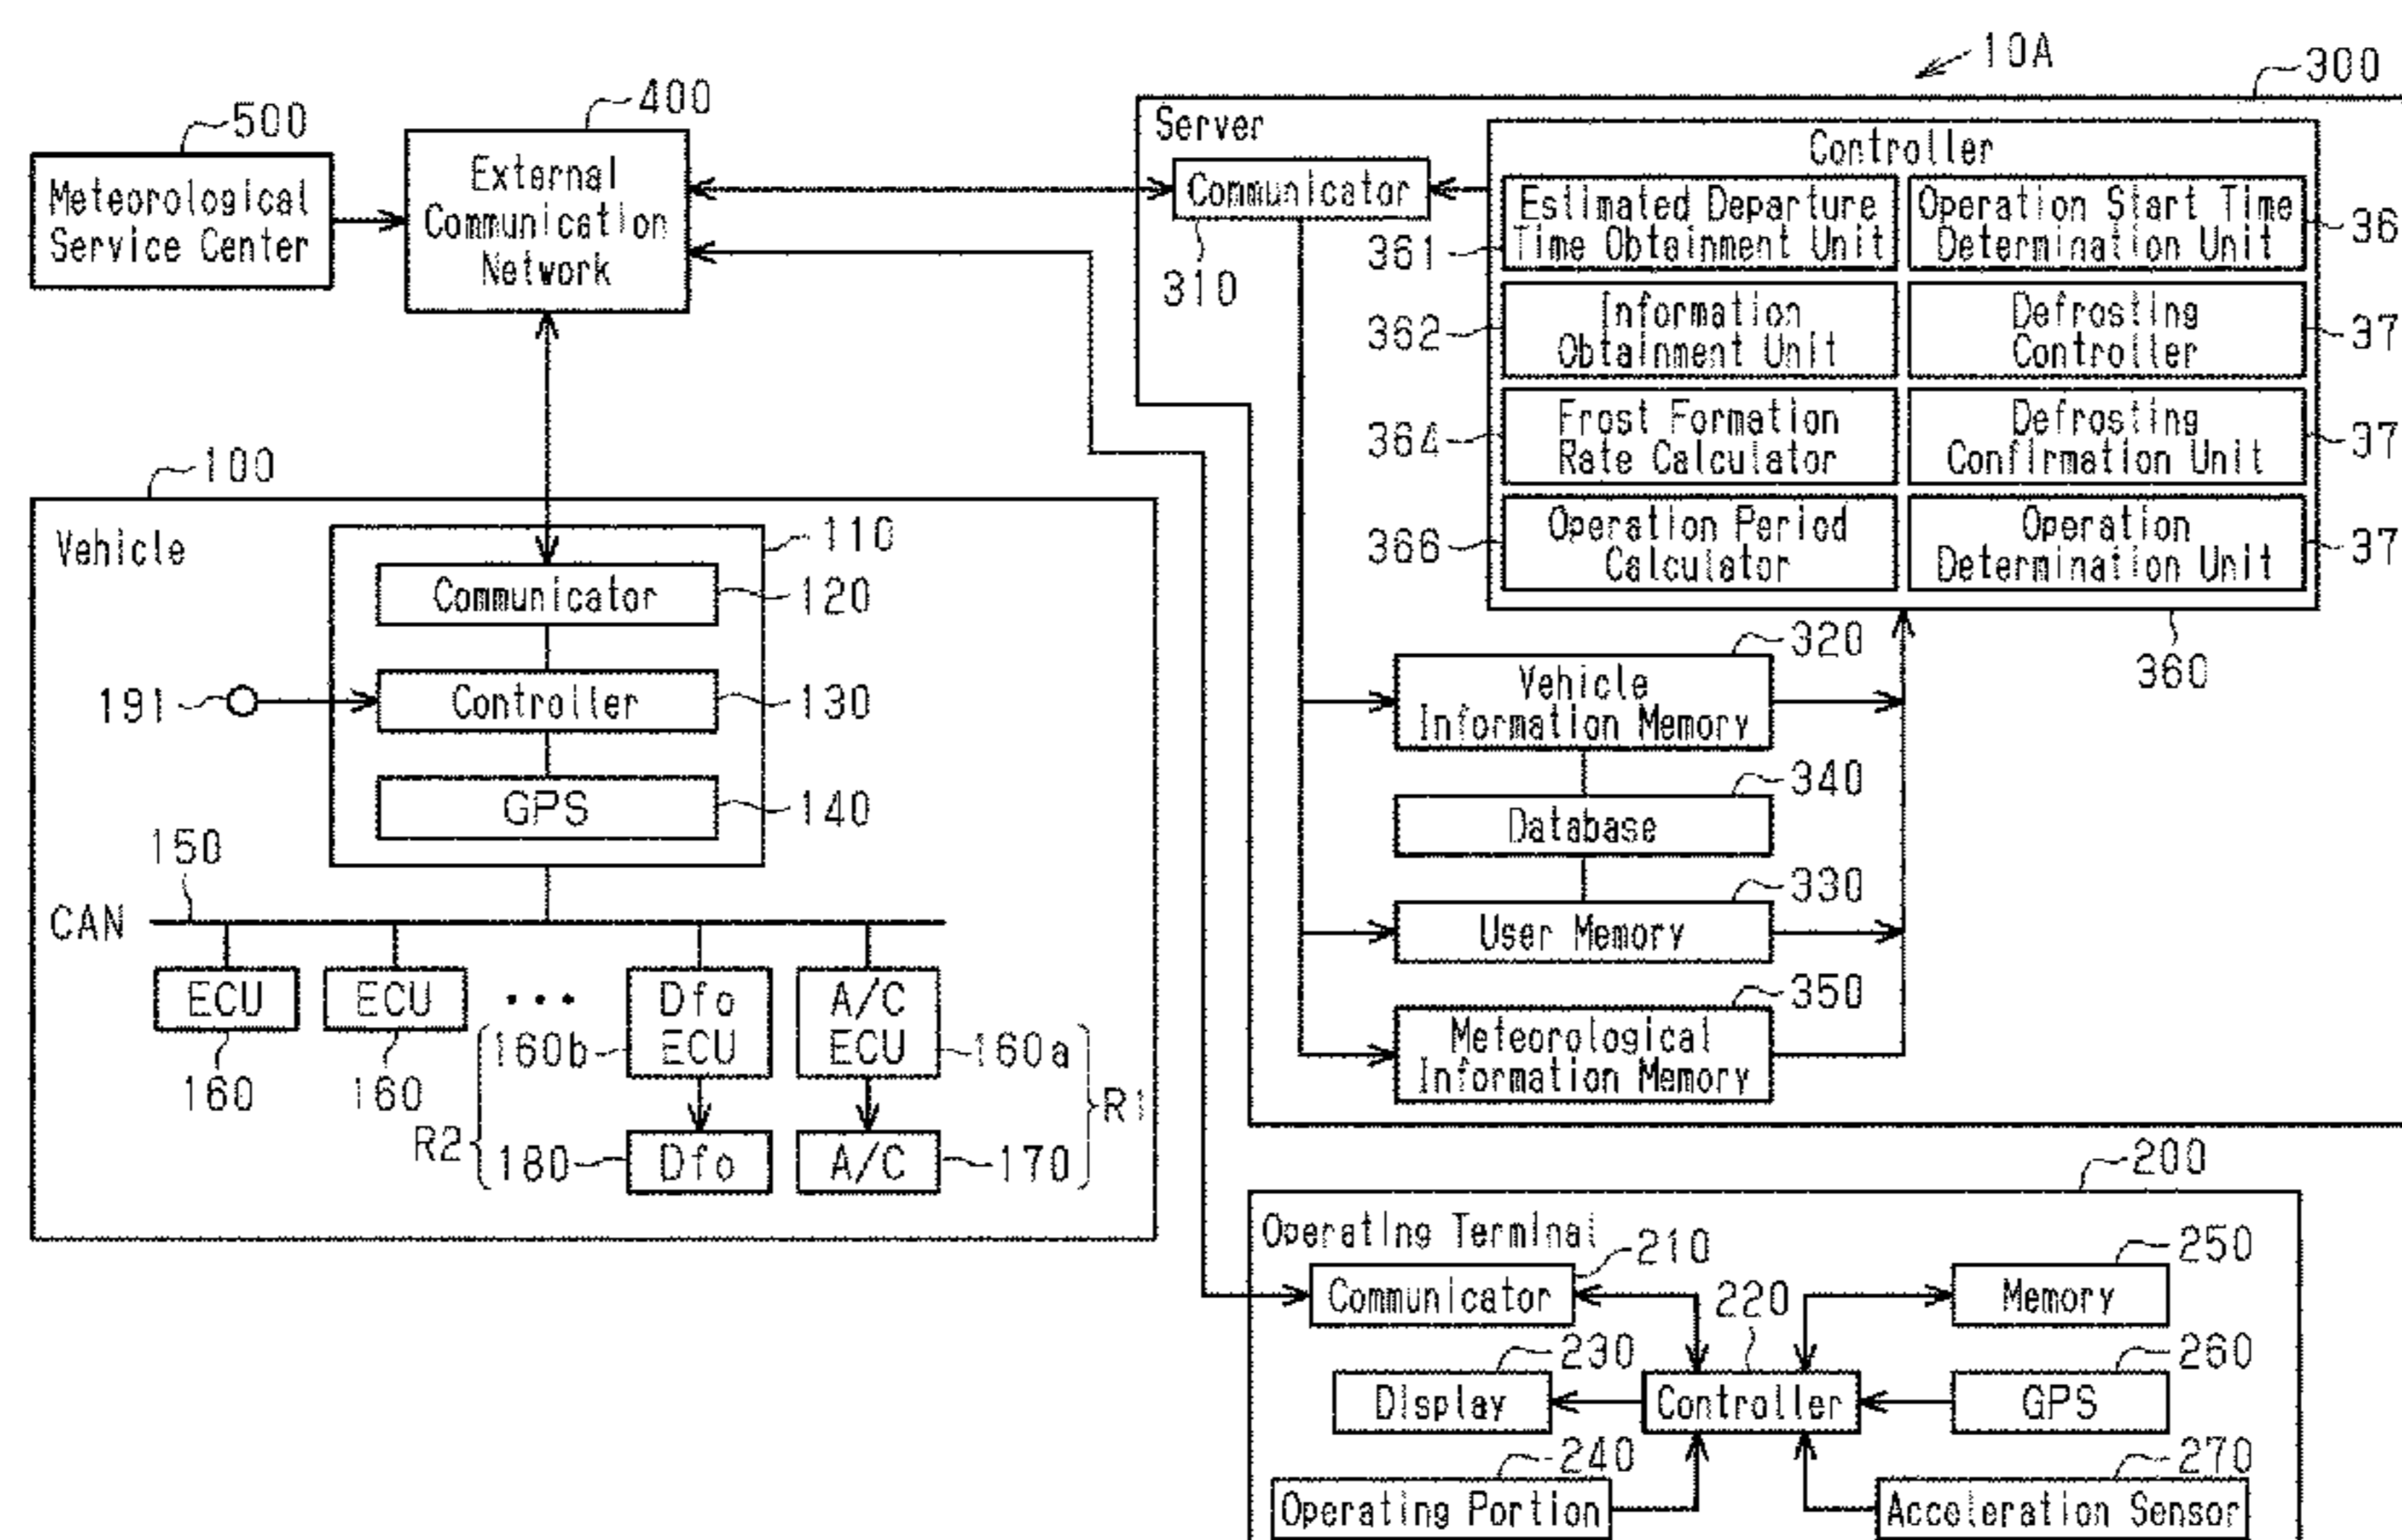 10A
300
500
400
Meteorological
Service Center
External
Communication
Network
Server
Communicator
310
Controller
Estimated Departure
Time Obtainment Unit
361
Operation Start Time
Determination Unit
36
Information
Obtainment Unit
362
Defrosting
Controller
37
Frost Formation
Rate Calculator
364
Defrosting
Confirmation Unit
37
Operation Period
Calculator
366
Operation
Determination Unit
37
360
100
Vehicle
110
Communicator
120
191
Controller
130
GPS
140
150
CAN
ECU
160
ECU
160
...
Dfo
ECU
160b
A/C
ECU
160a
R2
180
Dfo
A/C
170
R1
320
Vehicle
Information Memory
340
Database
330
User Memory
350
Meteorological
Information Memory
200
Operating Terminal
210
Communicator
220
250
Memory
230
Display
Controller
260
GPS
240
Operating Portion
270
Acceleration Sensor